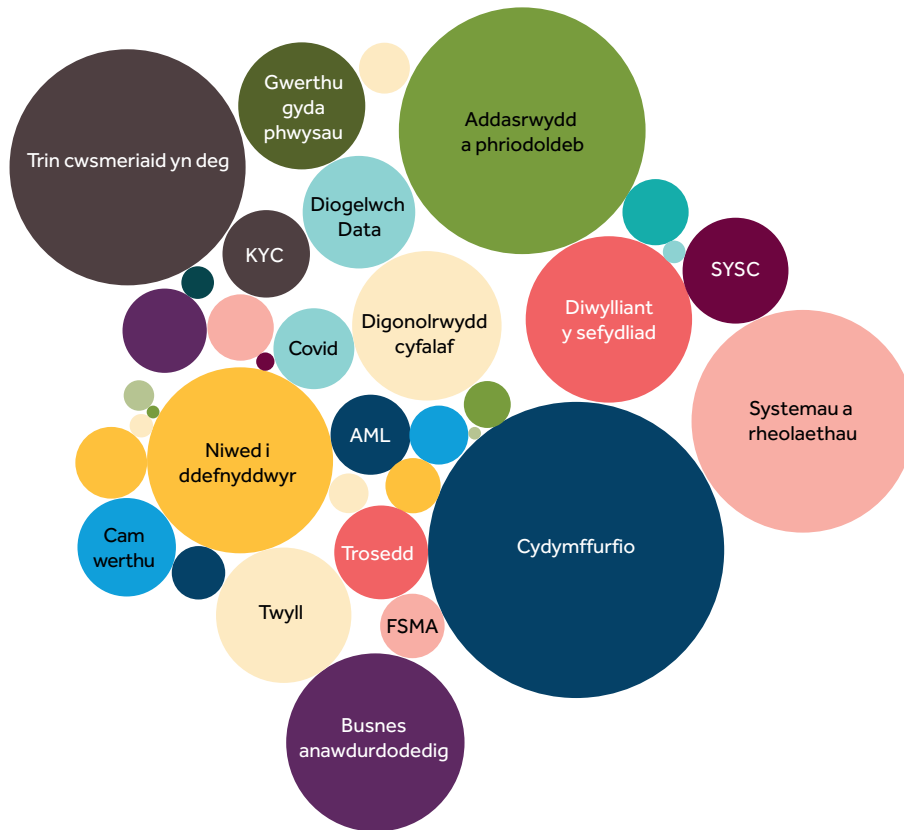 Gwerthu
gyda
phwysau
Addasrwydd
a phriodoldeb
Trin cwsmeriaid yn deg
Diogelwch
Data
KYC
SYSC
Diwylliant
y sefydliad
Digonolrwydd
cyfalaf
Covid
Systemau a
rheolaethau
AML
Niwed i
ddefnyddwyr
Cam
werthu
Trosedd
Cydymffurfio
Twyll
FSMA
Busnes
anawdurdodedig